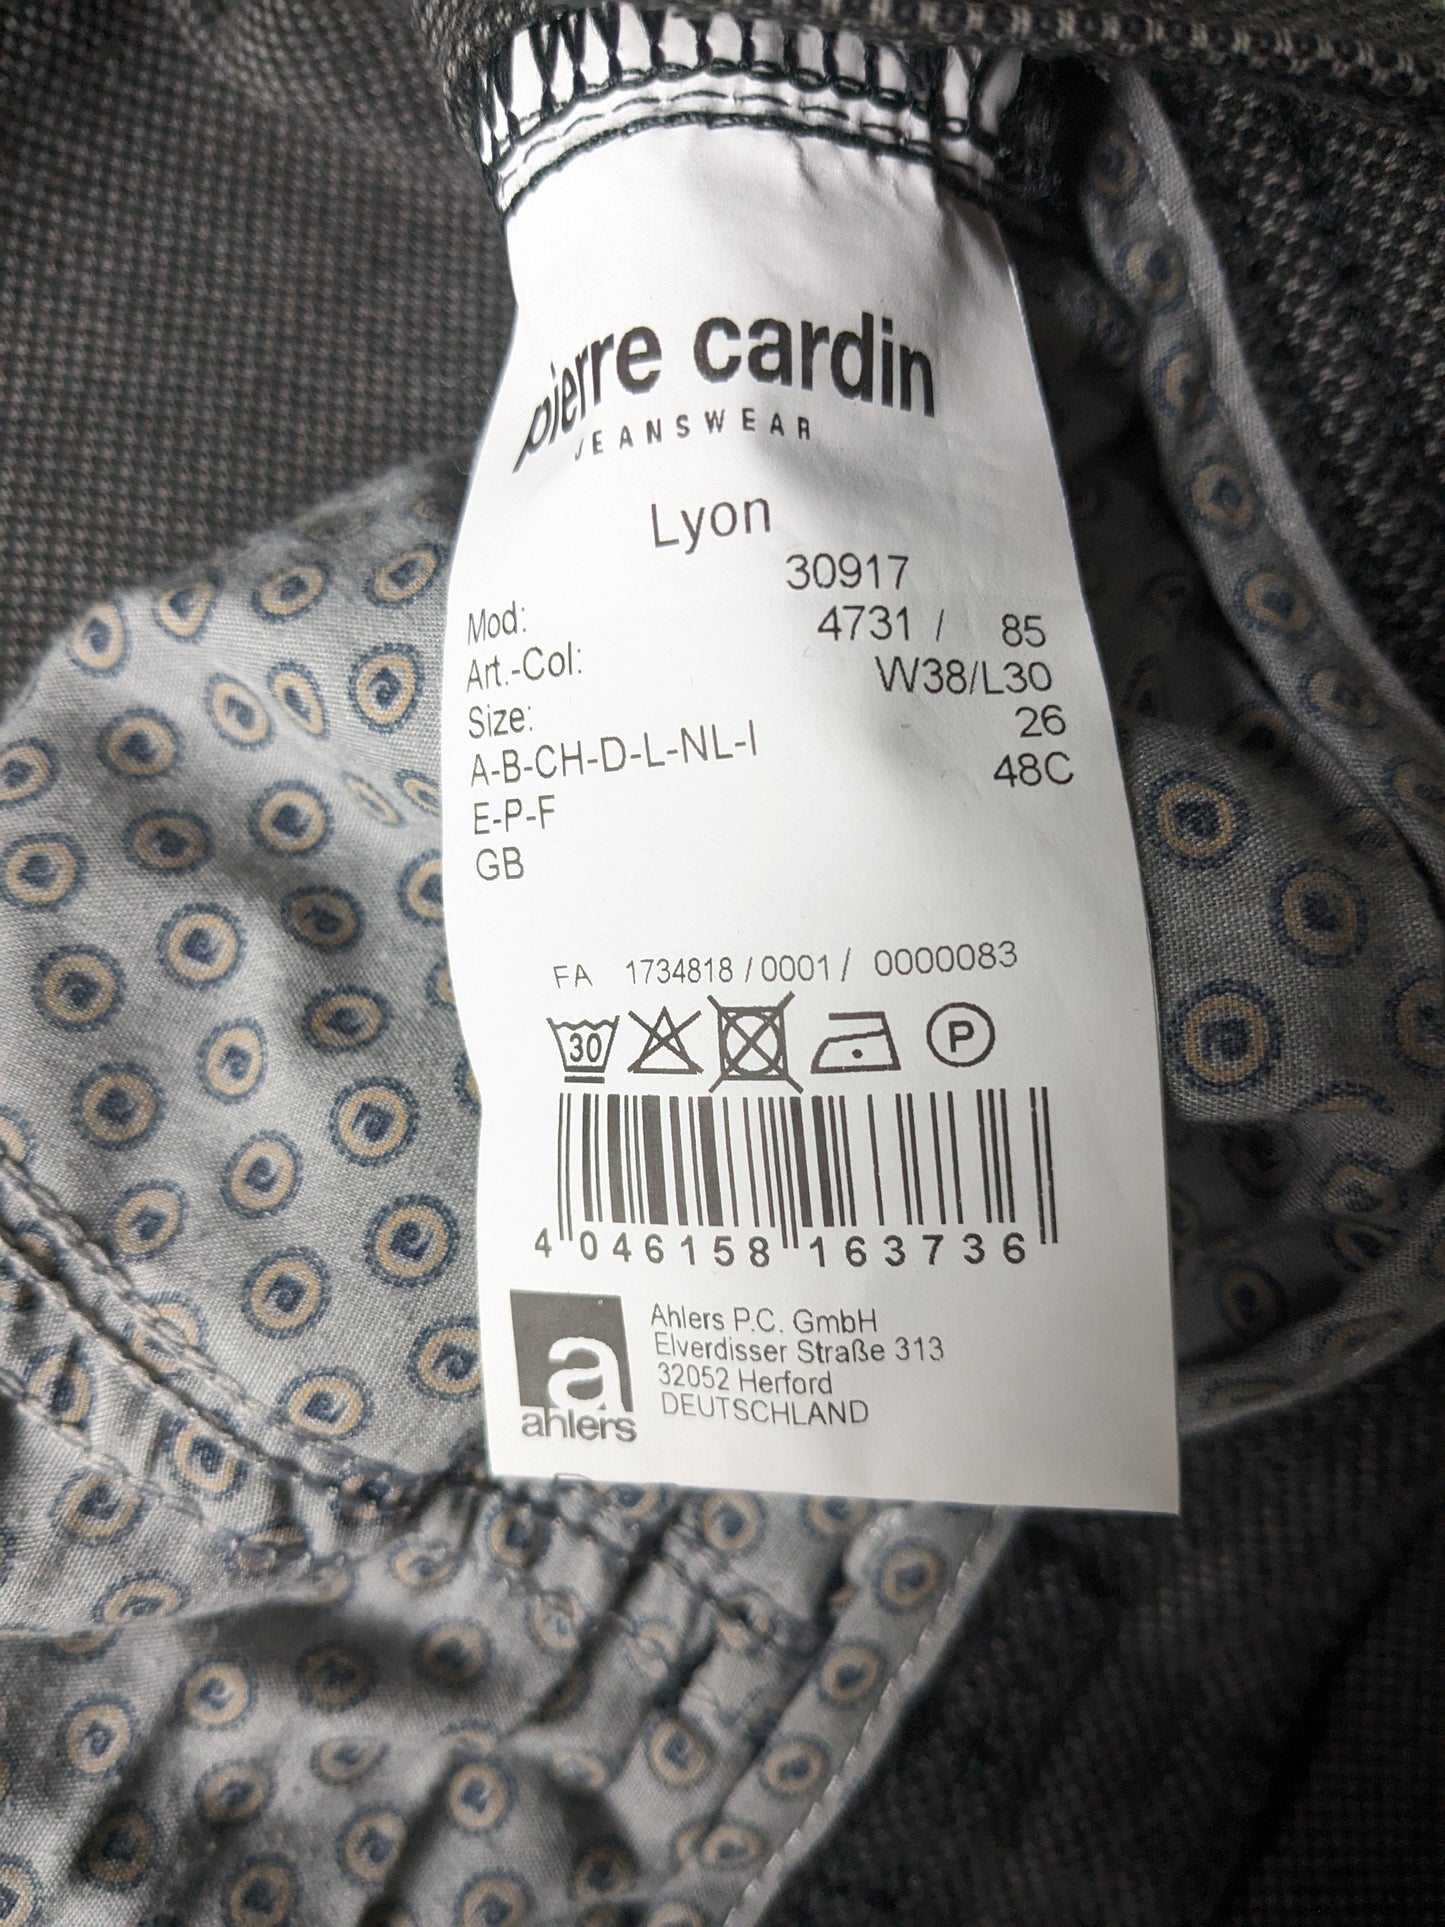 pierre cardin
JEANSWEAR
Lyon
Mod: 30917
Art.-Col: 4731 / 85
Size: W38/L30
A-B-CH-D-L-NL-I 26
E-P-F 48C
GB
FA 1734818 / 0001 / 0000083
30 P
4 046158 163736
a
ahlers
Ahlers P.C. GmbH
Elverdisser Straße 313
32052 Herford
DEUTSCHLAND